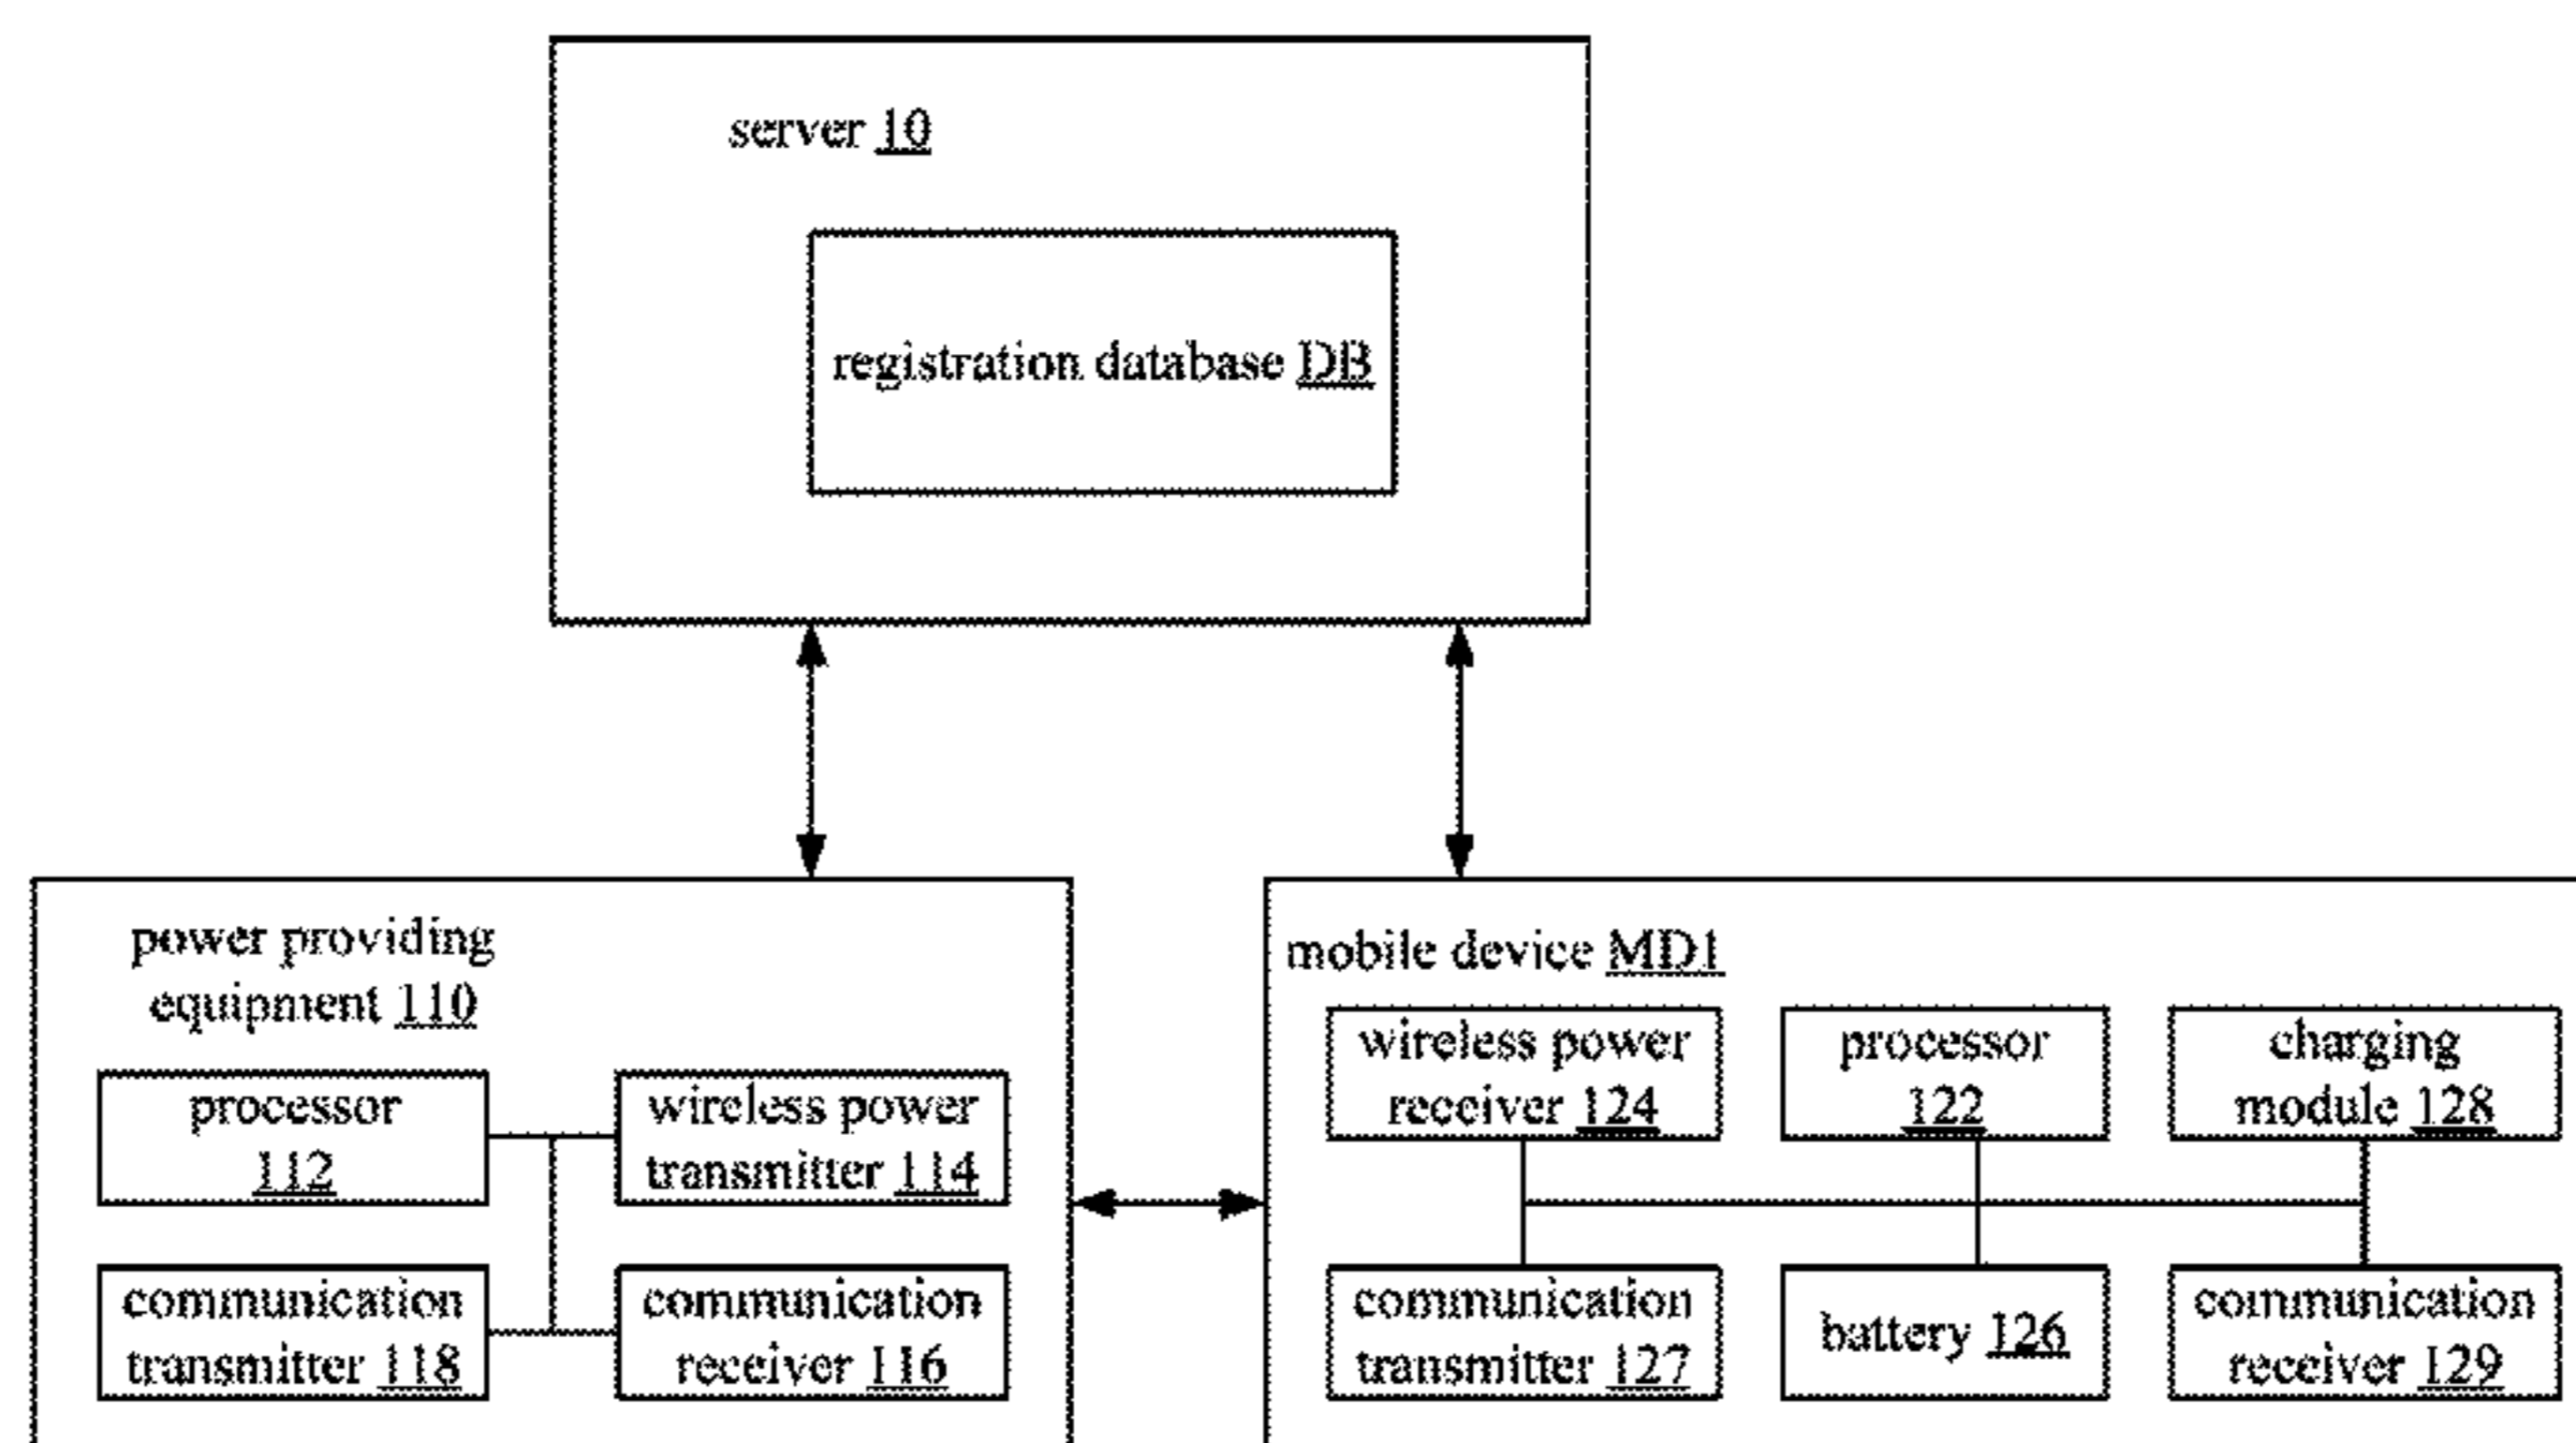 server 10
registration database DB
power providing
equipment 110
processor
112
wireless power
transmitter 114
communication
transmitter 118
communication
receiver 116
mobile device MD1
wireless power
receiver 124
processor
122
charging
module 128
communication
transmitter 127
battery 126
communication
receiver 129